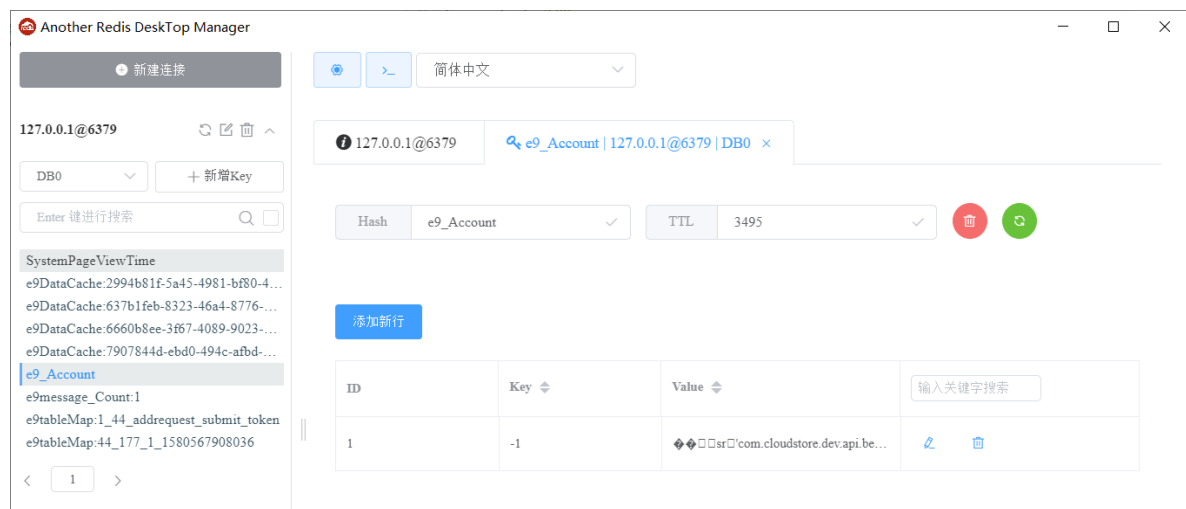 Another Redis DeskTop Manager
新建连接
简体中文
127.0.0.1@6379
127.0.0.1@6379
e9_Account | 127.0.0.1@6379 | DB0
DB0
新增Key
Enter 键进行搜索
Hash
e9_Account
TTL
3495
SystemPageViewTime
e9DataCache:2994b81f-5a45-4981-bf80-4...
e9DataCache:637b1feb-8323-46a4-8776-...
e9DataCache:6660b8ee-3f67-4089-9023-...
e9DataCache:7907844d-ebd0-494c-afbd-...
e9_Account
e9message_Count:1
e9tableMap:1_44_addrequest_submit_token
e9tableMap:44_177_1_1580567908036
1
添加新行
ID
Key
Value
输入关键字搜索
1
-1
��□□sr□'com.cloudstore.dev.api.be...